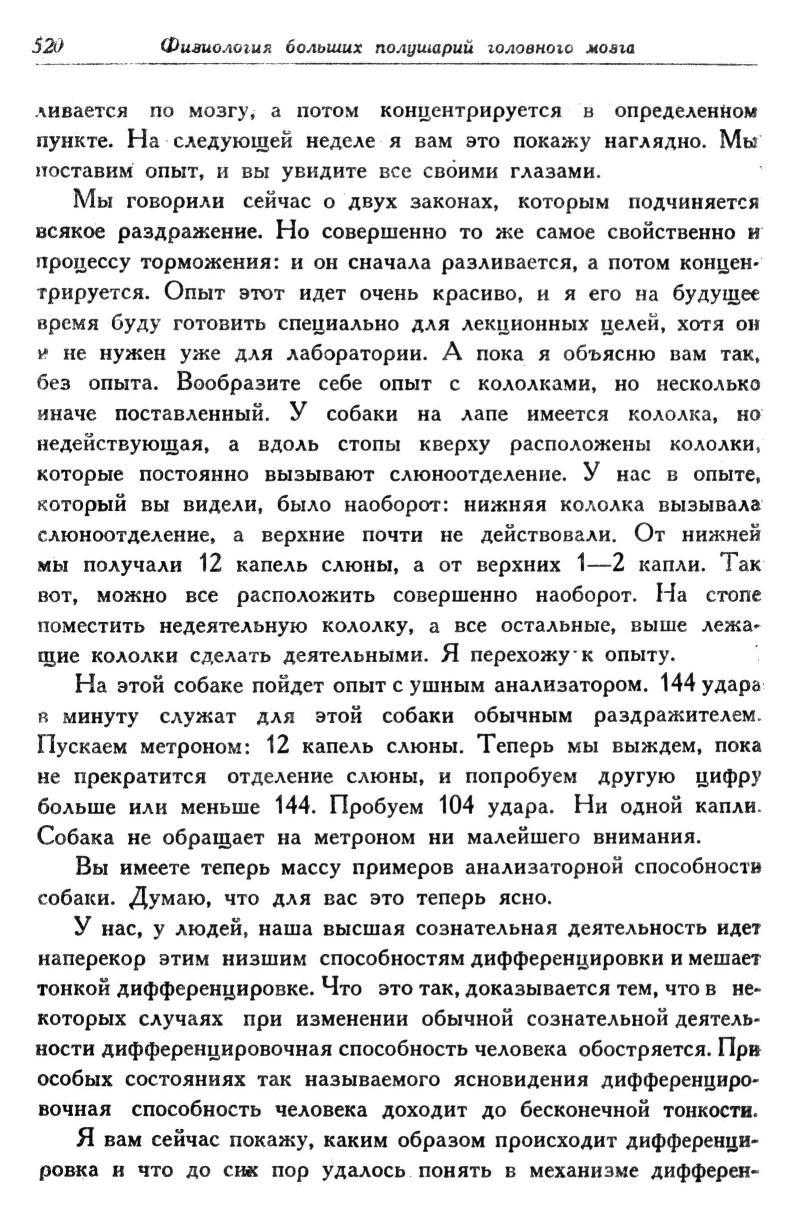 520 Физиология больших полушарий головного мозга
ливается по мозгу, а потом концентрируется в определенном
пункте. На следующей неделе я вам это покажу наглядно. Мы
поставим опыт, и вы увидите все своими глазами.
Мы говорили сейчас о двух законах, которым подчиняется
всякое раздражение. Но совершенно то же самое свойственно и
процессу торможения: и он сначала разливается, а потом концен-
трируется. Опыт этот идет очень красиво, и я его на будущее
время буду готовить специально для лекционных целей, хотя он
и не нужен уже для лаборатории. А пока я объясню вам так,
без опыта. Вообразите себе опыт с кололками, но несколько
иначе поставленный. У собаки на лапе имеется кололка, но
недействующая, а вдоль стопы кверху расположены кололки,
которые постоянно вызывают слюноотделение. У нас в опыте,
который вы видели, было наоборот: нижняя кололка вызывала
слюноотделение, а верхние почти не действовали. От нижней
мы получали 12 капель слюны, а от верхних 1—2 капли. Так
вот, можно все расположить совершенно наоборот. На стопе
поместить недеятельную кололку, а все остальные, выше лежа-
щие кололки сделать деятельными. Я перехожу к опыту.
На этой собаке пойдет опыт с ушным анализатором. 144 удара
в минуту служат для этой собаки обычным раздражителем.
Пускаем метроном: 12 капель слюны. Теперь мы выждем, пока
не прекратится отделение слюны, и попробуем другую цифру
больше или меньше 144. Пробуем 104 удара. Ни одной капли.
Собака не обращает на метроном ни малейшего внимания.
Вы имеете теперь массу примеров анализаторной способности
собаки. Думаю, что для вас это теперь ясно.
У нас, у людей, наша высшая сознательная деятельность идет
наперекор этим низшим способностям дифференцировки и мешает
тонкой дифференцировке. Что это так, доказывается тем, что в не-
которых случаях при изменении обычной сознательной деятель-
ности дифференцировочная способность человека обостряется. При
особых состояниях так называемого ясновидения дифференциро-
вочная способность человека доходит до бесконечной тонкости.
Я вам сейчас покажу, каким образом происходит дифференци-
ровка и что до сих пор удалось понять в механизме дифферен-